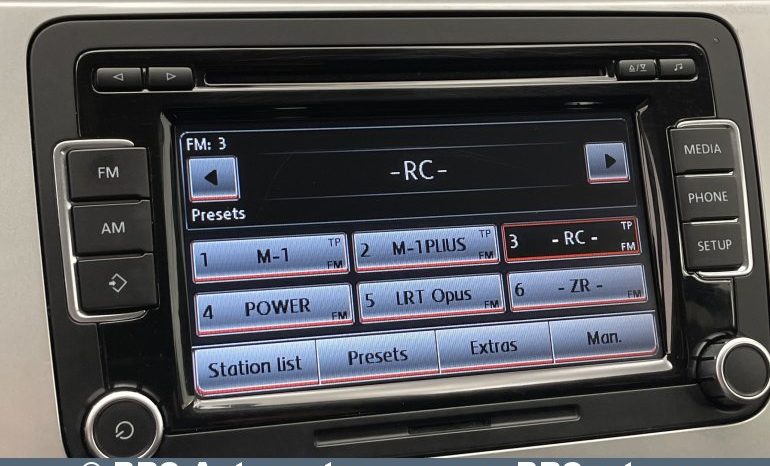 FM
AM
MEDIA
PHONE
SETUP
FM: 3
-RC-
Presets
1 M-1 TP FM
2 M-1PLIUS TP FM
3 - RC - TP FM
4 POWER FM
5 LRT Opus FM
6 - ZR - FM
Station list Presets Extras Man.